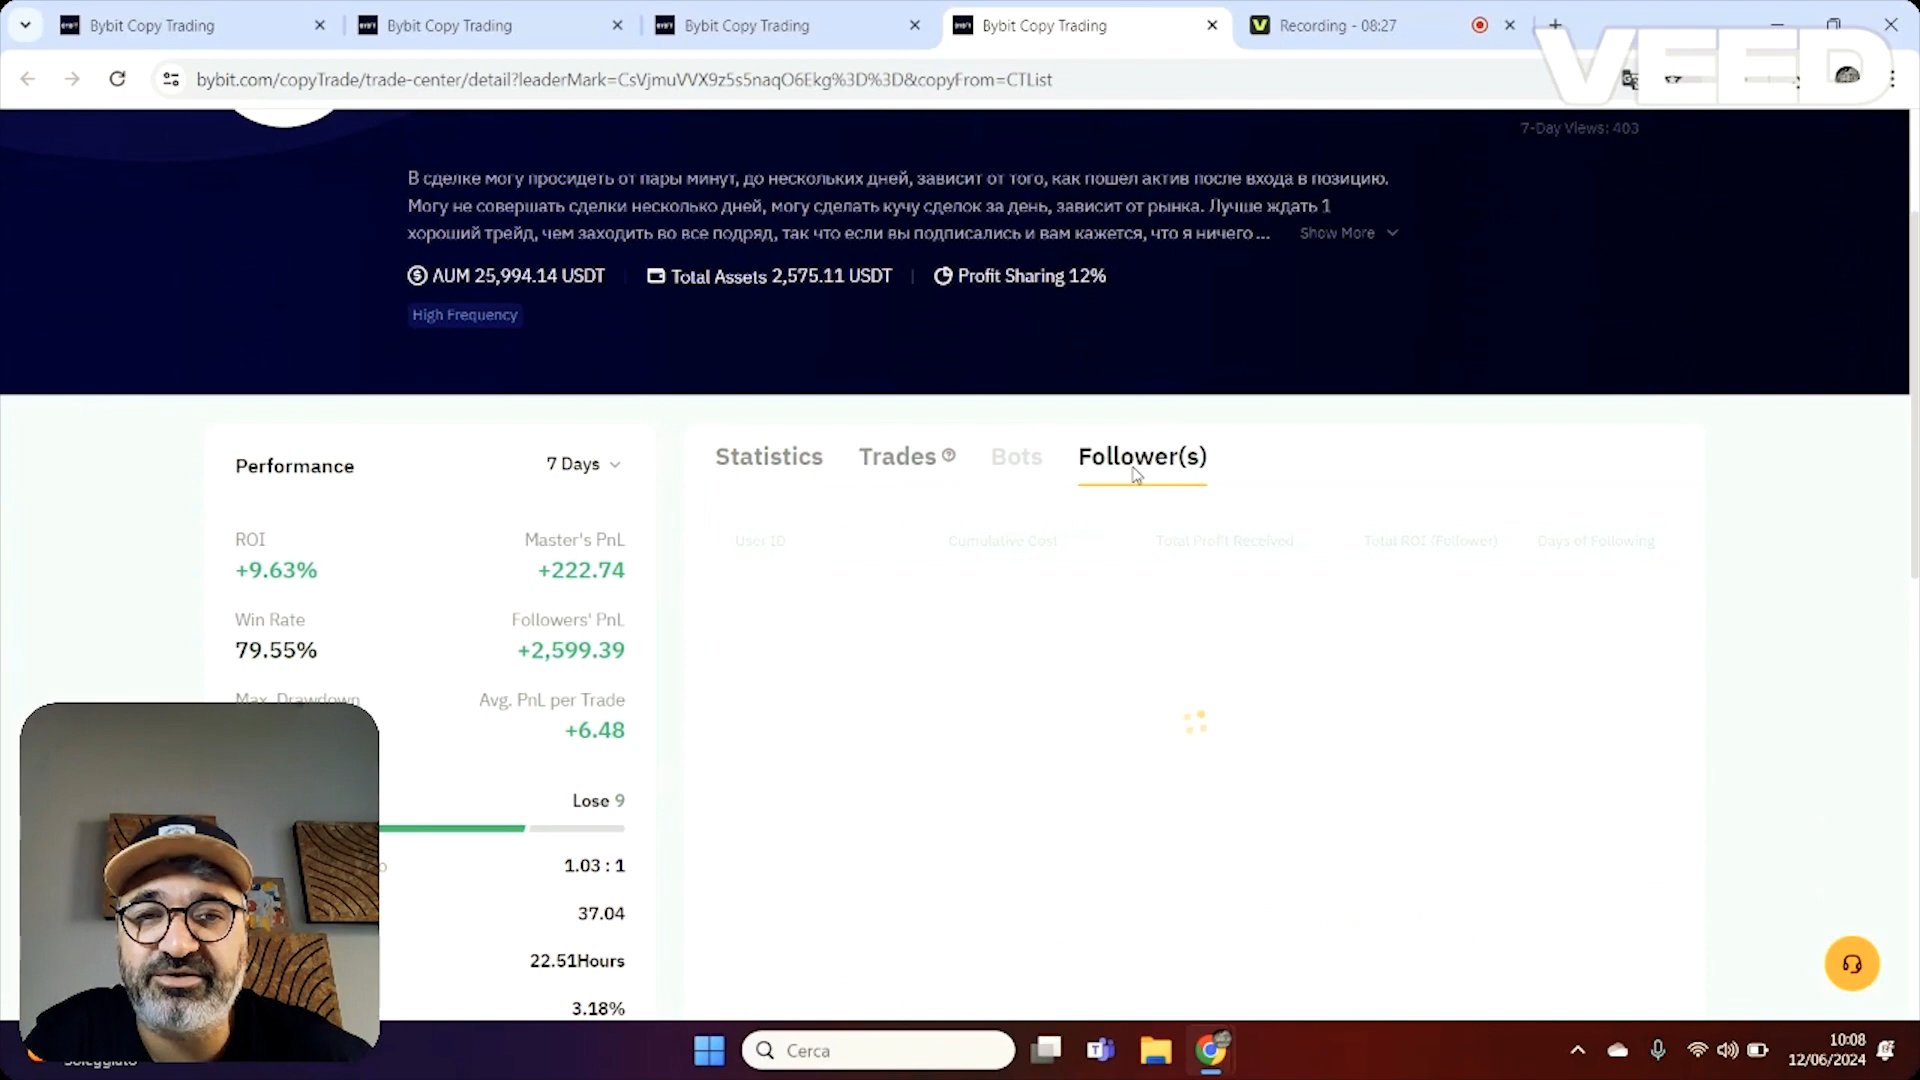 Bybit Copy Trading
Bybit Copy Trading
Bybit Copy Trading
Bybit Copy Trading
Recording - 08:27
VEED
bybit.com/copyTrade/trade-center/detail?leaderMark=CsVjmuVVX9z5s5naqO6Ekg%3D%3D&copyFrom=CTList
7-Day Views: 403
В сделке могу просидеть от пары минут, до нескольких дней, зависит от того, как пошел актив после входа в позицию.
Могу не совершать сделки несколько дней, могу сделать кучу сделок за день, зависит от рынка. Лучше ждать 1
хороший трейд, чем заходить во все подряд, так что если вы подписались и вам кажется, что я ничего ... Show More
AUM 25,994.14 USDT | Total Assets 2,575.11 USDT | Profit Sharing 12%
High Frequency
Performance
7 Days
ROI
Master's PnL
+9.63%
+222.74
Win Rate
Followers' PnL
79.55%
+2,599.39
Max. Drawdown
Avg. PnL per Trade
+6.48
Lose 9
1.03 : 1
37.04
22.51Hours
3.18%
Statistics
Trades
Bots
Follower(s)
User ID
Cumulative Cost
Total Profit Received
Total ROI (Follower)
Days of Following
Soleggiato
Cerca
10:08
12/06/2024